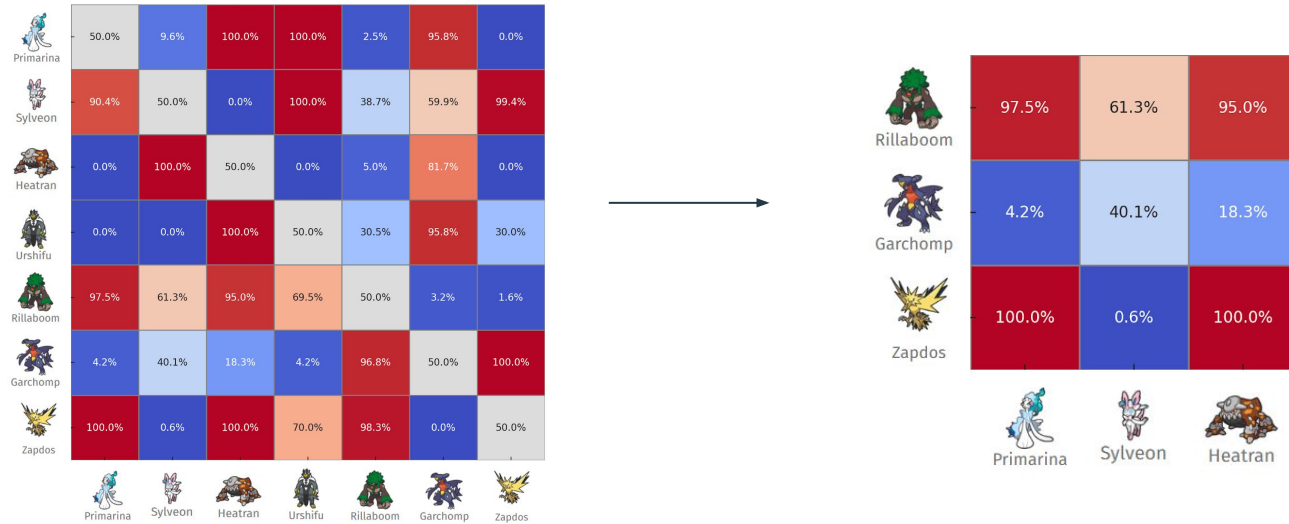 Primarina 50.0% 9.6% 100.0% 100.0% 2.5% 95.8% 0.0%
Sylveon 90.4% 50.0% 0.0% 100.0% 38.7% 59.9% 99.4%
Heatran 0.0% 100.0% 50.0% 0.0% 5.0% 81.7% 0.0%
Urshifu 0.0% 0.0% 100.0% 50.0% 30.5% 95.8% 30.0%
Rillaboom 97.5% 61.3% 95.0% 69.5% 50.0% 3.2% 1.6%
Garchomp 4.2% 40.1% 18.3% 4.2% 96.8% 50.0% 100.0%
Zapdos 100.0% 0.6% 100.0% 70.0% 98.3% 0.0% 50.0%
Primarina Sylveon Heatran Urshifu Rillaboom Garchomp Zapdos
Rillaboom 97.5% 61.3% 95.0%
Garchomp 4.2% 40.1% 18.3%
Zapdos 100.0% 0.6% 100.0%
Primarina Sylveon Heatran